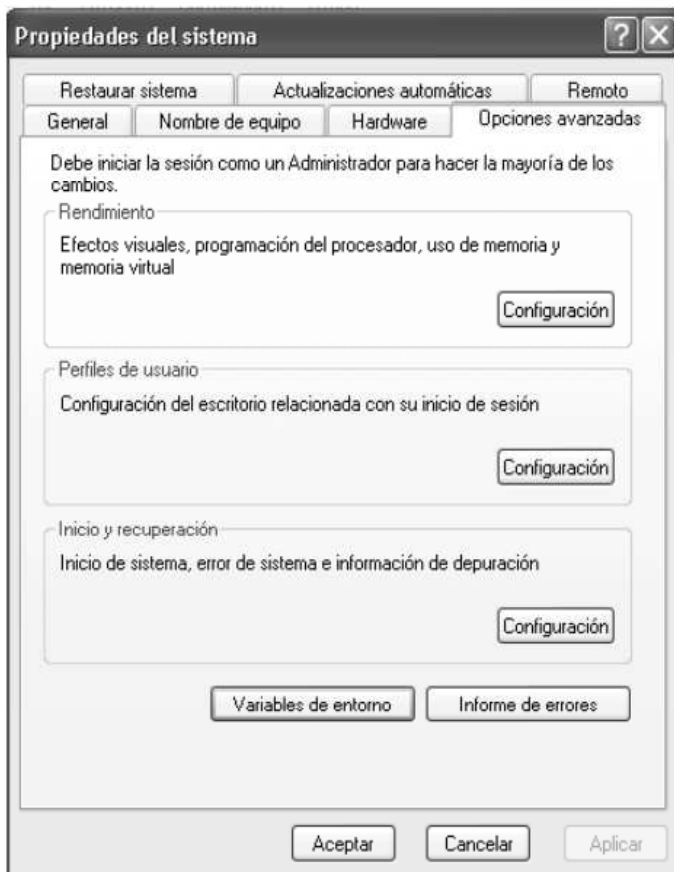 Propiedades del sistema
Restaurar sistema
Actualizaciones automáticas
Remoto
General
Nombre de equipo
Hardware
Opciones avanzadas
Debe iniciar la sesión como un Administrador para hacer la mayoría de los
cambios.
Rendimiento
Efectos visuales, programación del procesador, uso de memoria y
memoria virtual
Configuración
Perfiles de usuario
Configuración del escritorio relacionada con su inicio de sesión
Configuración
Inicio y recuperación
Inicio de sistema, error de sistema e información de depuración
Configuración
Variables de entorno
Informe de errores
Aceptar
Cancelar
Aplicar